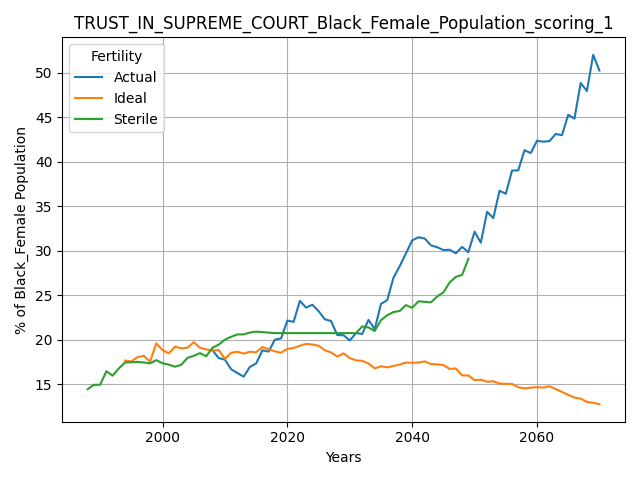 TRUST_IN_SUPREME_COURT_Black_Female_Population_scoring_1
Fertility
Actual
Ideal
Sterile
% of Black_Female Population
50
45
40
35
30
25
20
15
2000
2020
2040
2060
Years